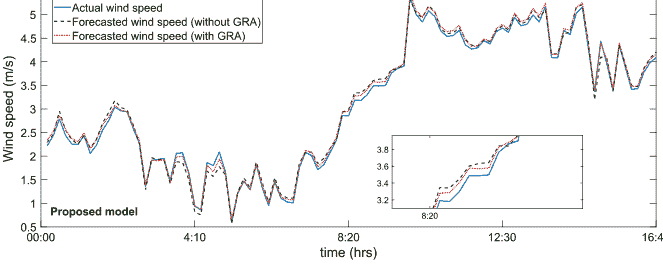 Actual wind speed
Forecasted wind speed (without GRA)
Forecasted wind speed (with GRA)
Wind speed (m/s)
5
4.5
4
3.5
3
2.5
2
1.5
1
0.5
3.8
3.6
3.4
3.2
8:20
Proposed model
00:00 4:10 8:20 12:30 16:4
time (hrs)